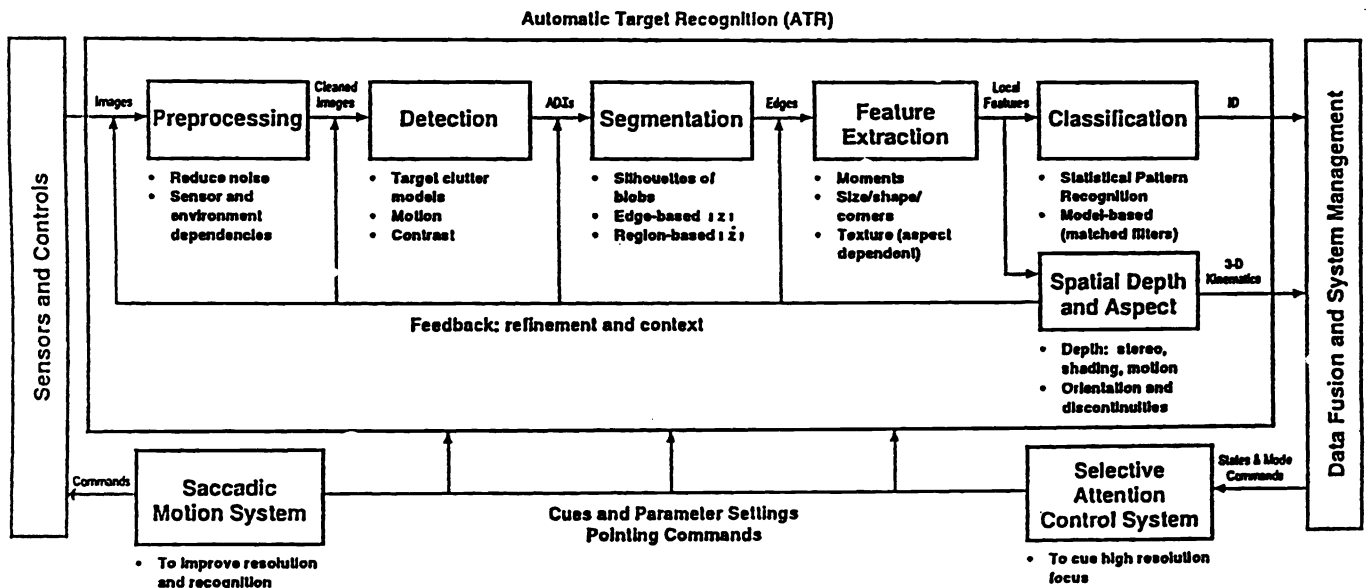 Automatic Target Recognition (ATR)
Sensors and Controls
Images
Preprocessing
• Reduce noise
• Sensor and
environment
dependencies
Cleaned
Images
Detection
• Target clutter
models
• Motion
• Contrast
ADIs
Segmentation
• Silhouettes of
blobs
• Edge-based
• Region-based
Edges
Feature
Extraction
• Moments
• Size/shape/
corners
• Texture (aspect
dependent)
Local
Features
Classification
• Statistical Pattern
Recognition
• Model-based
(matched filters)
ID
Spatial Depth
and Aspect
• Depth: stereo,
shading, motion
• Orientation and
discontinuities
3-D
Kinematics
Feedback: refinement and context
Data Fusion and System Management
Commands
Saccadic
Motion System
• To improve resolution
and recognition
Cues and Parameter Settings
Pointing Commands
Selective
Attention
Control System
• To cue high resolution
focus
States & Mode
Commands